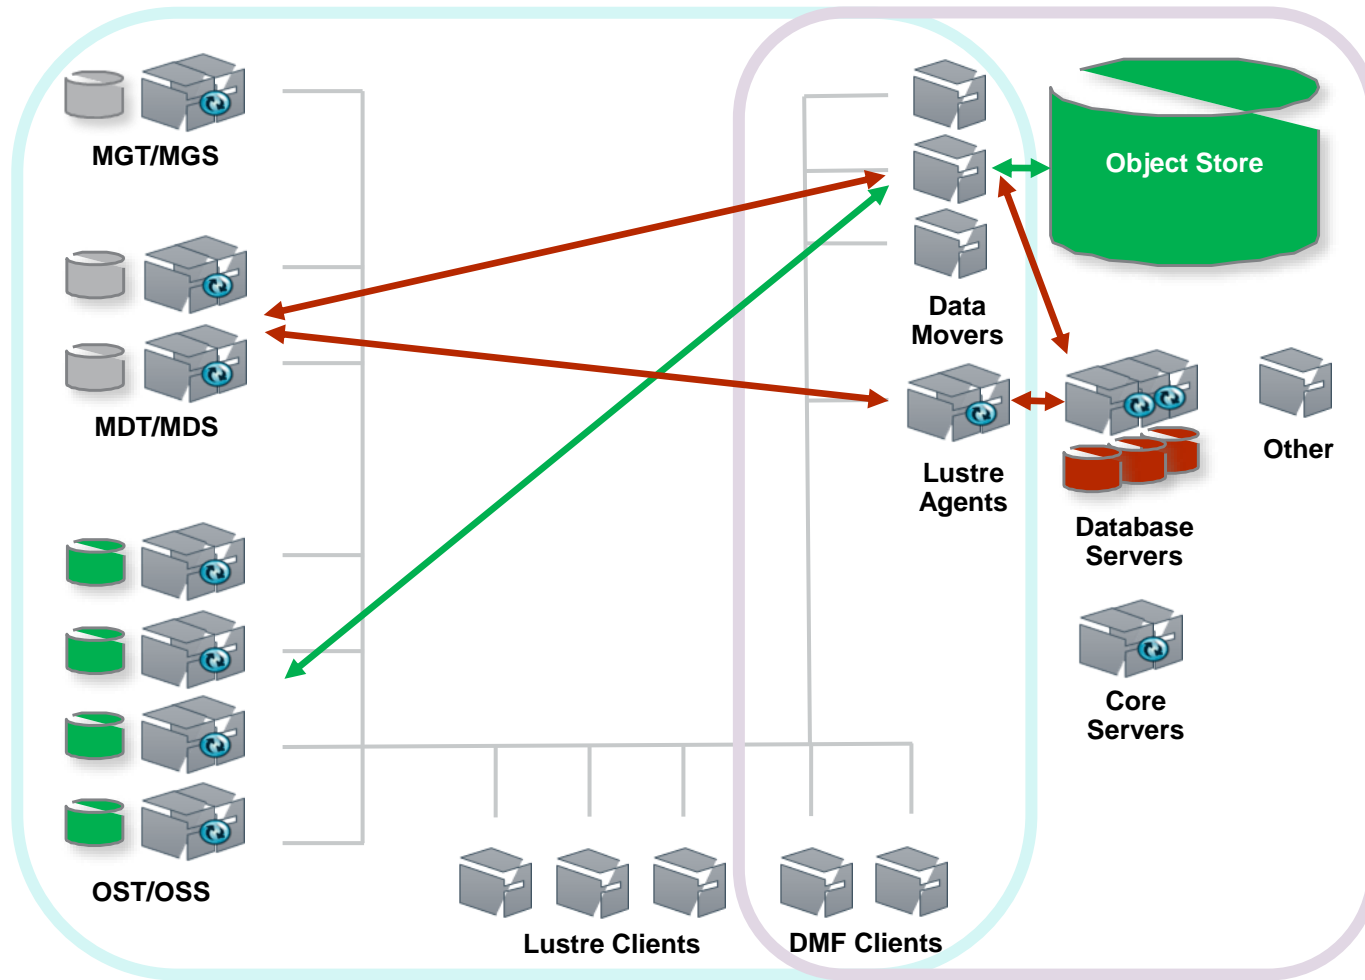 MGT/MGS
Object Store
Data
Movers
MDT/MDS
Lustre
Agents
Other
Database
Servers
Core
Servers
OST/OSS
Lustre Clients
DMF Clients